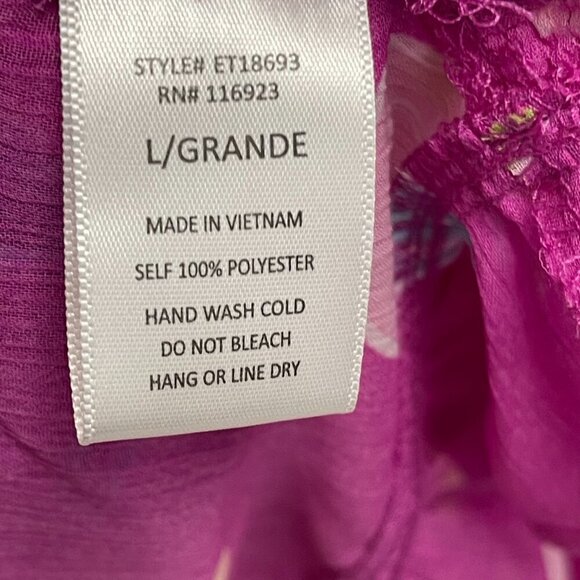 STYLE# ET18693
RN# 116923
L/GRANDE
MADE IN VIETNAM
SELF 100% POLYESTER
HAND WASH COLD
DO NOT BLEACH
HANG OR LINE DRY